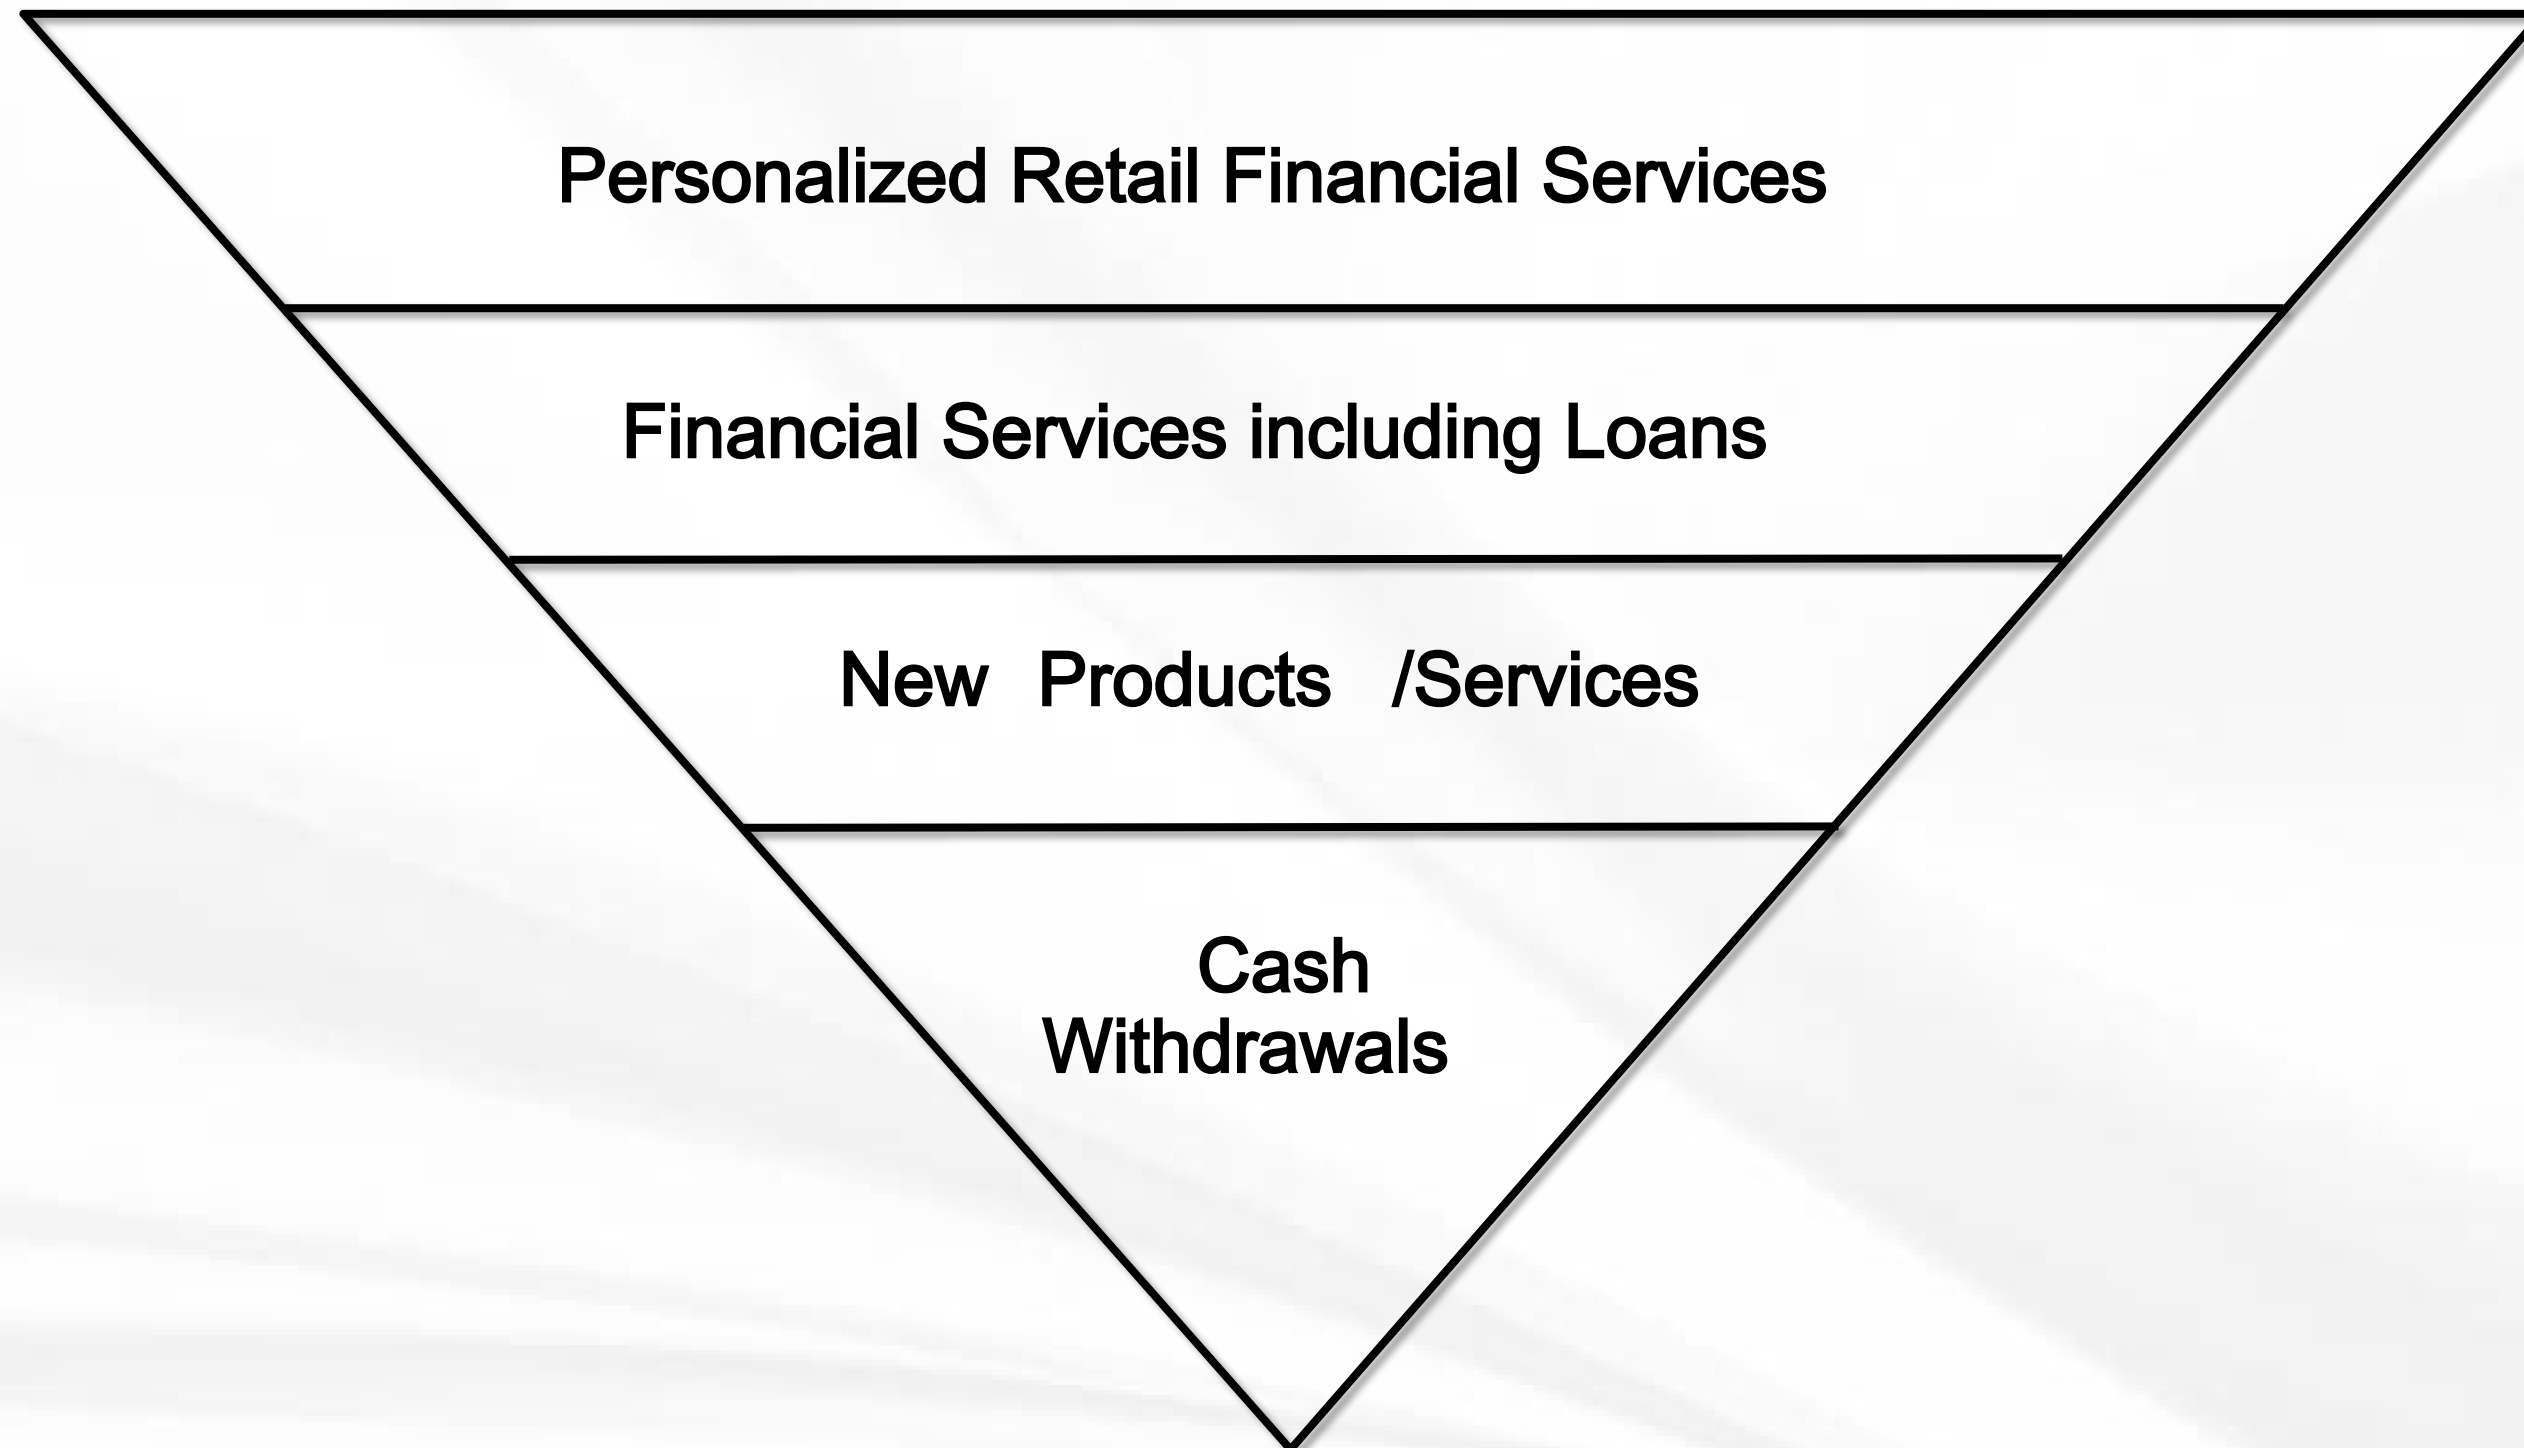 Personalized Retail Financial Services
Financial Services including Loans
New Products /Services
Cash
Withdrawals